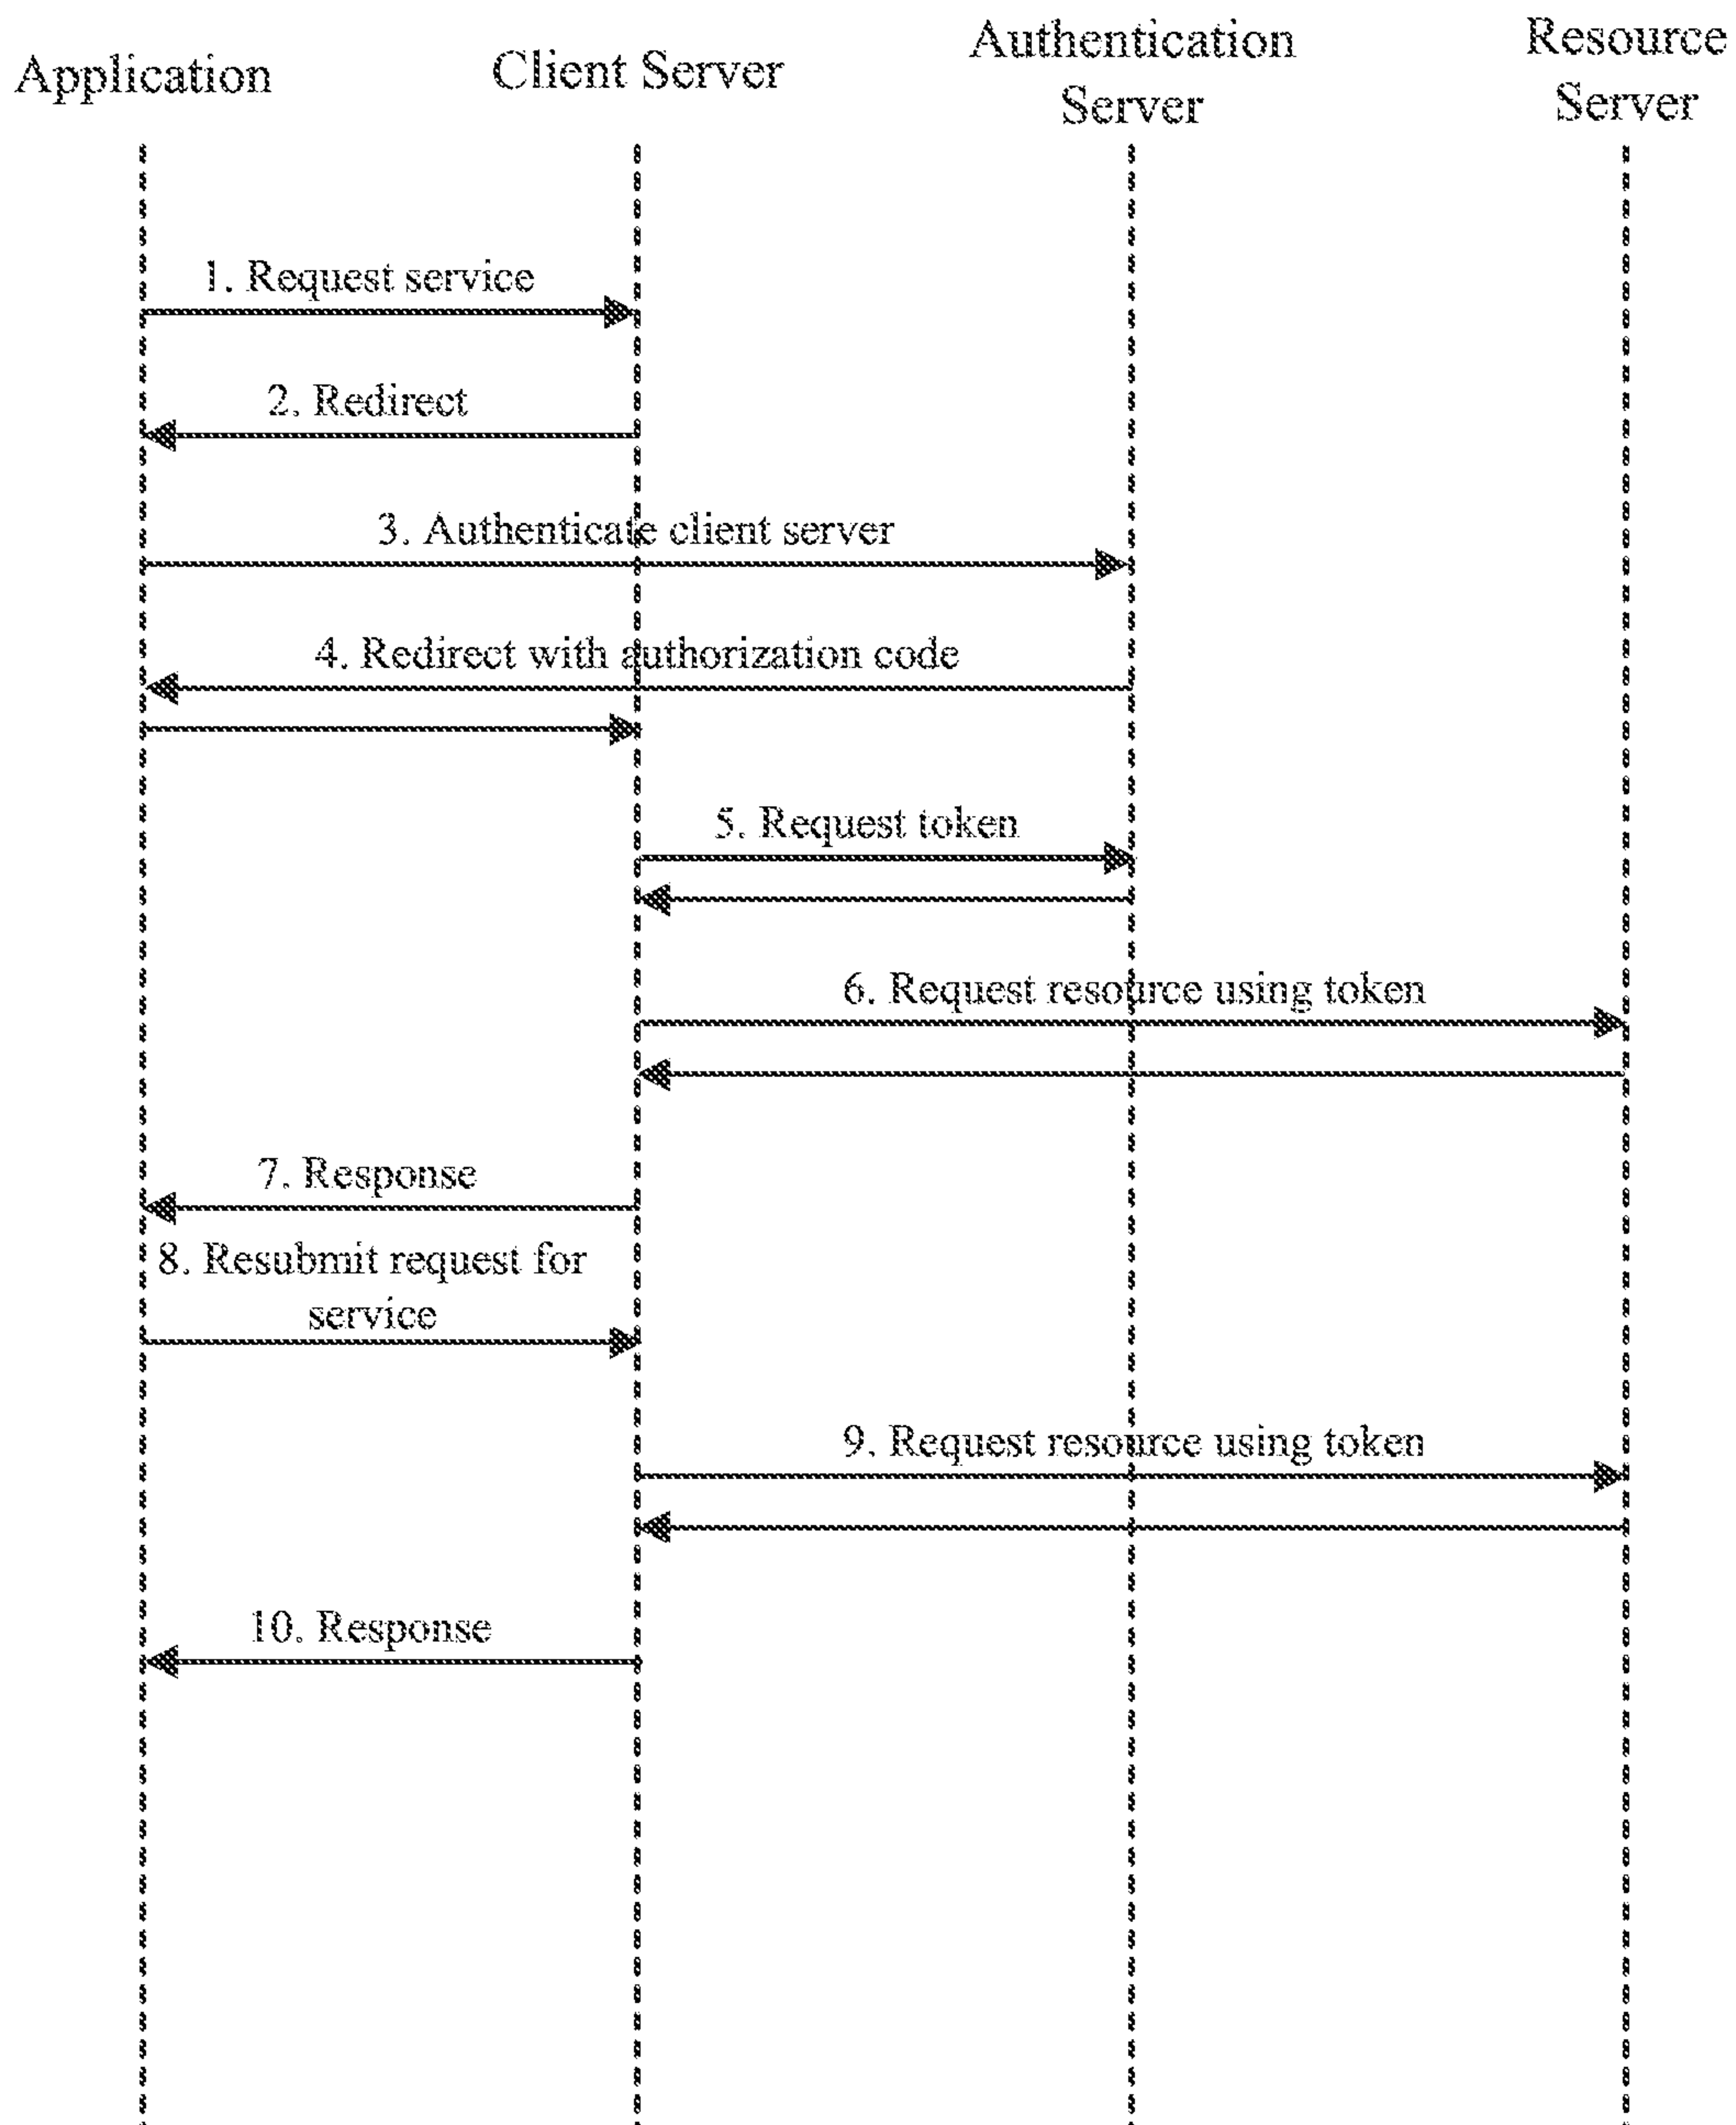 Application
Client Server
Authentication
Server
Resource
Server
1. Request service
2. Redirect
3. Authenticate client server
4. Redirect with authorization code
5. Request token
6. Request resource using token
7. Response
8. Resubmit request for
service
9. Request resource using token
10. Response